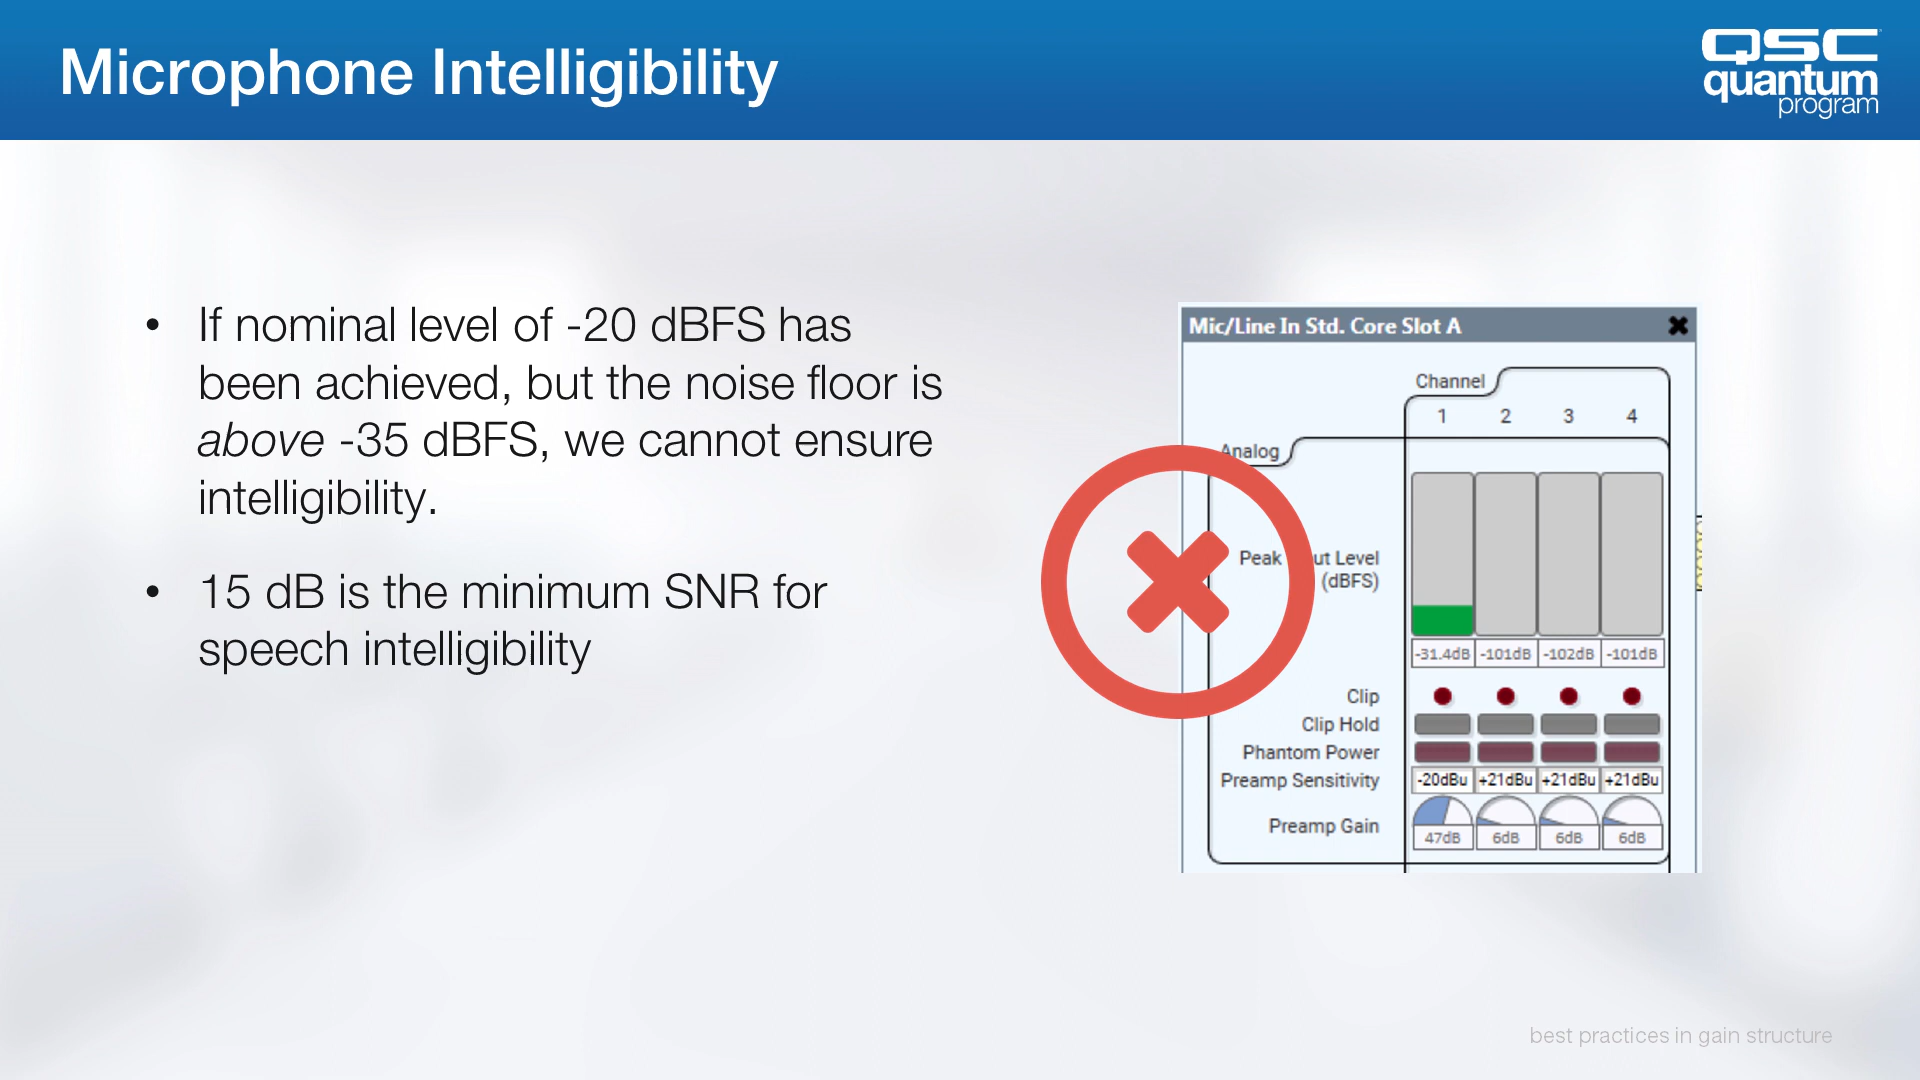 Microphone Intelligibility
QSC
quantum
program
• If nominal level of -20 dBFS has
been achieved, but the noise floor is
above -35 dBFS, we cannot ensure
intelligibility.
• 15 dB is the minimum SNR for
speech intelligibility
Mic/Line In Std. Core Slot A
Channel
1 2 3 4
Analog
Peak ut Level
(dBFS)
-31.4dB -101dB -102dB -101dB
Clip
Clip Hold
Phantom Power
Preamp Sensitivity -20dBu +21dBu +21dBu +21dBu
Preamp Gain 47dB 6dB 6dB 6dB
best practices in gain structure